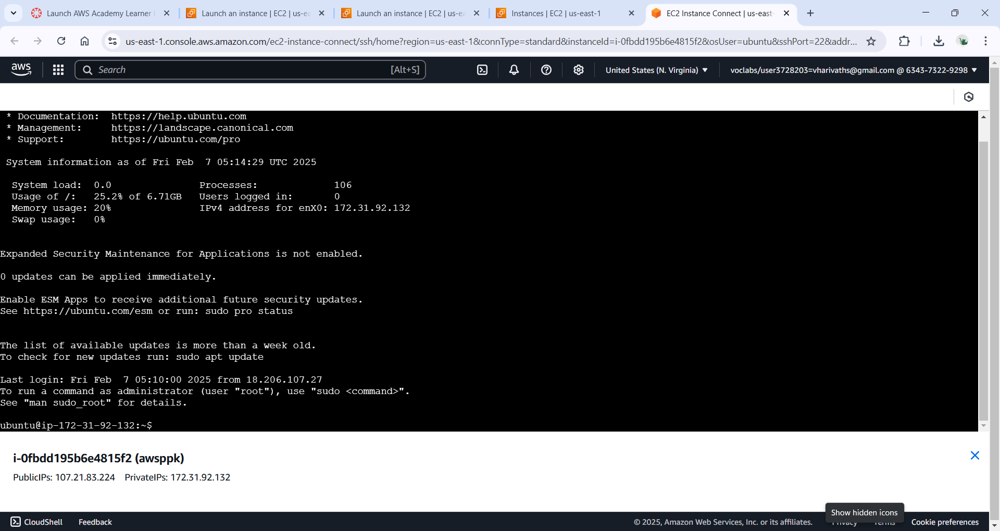 Launch AWS Academy Learner L
Launch an instance | EC2 | us-ea
Launch an instance | EC2 | us-ea
Instances | EC2 | us-east-1
EC2 Instance Connect | us-east-
us-east-1.console.aws.amazon.com/ec2-instance-connect/ssh/home?region=us-east-1&connType=standard&instanceId=i-0fbdd195b6e4815f2&osUser=ubuntu&sshPort=22&addr...
aws
Search
[Alt+S]
United States (N. Virginia)
voclabs/user3728203=vharivaths@gmail.com @ 6343-7322-9298
* Documentation:  https://help.ubuntu.com
* Management:     https://landscape.canonical.com
* Support:        https://ubuntu.com/pro
System information as of Fri Feb  7 05:14:29 UTC 2025
System load:  0.0               Processes:             106
Usage of /:   25.2% of 6.71GB   Users logged in:       0
Memory usage: 20%               IPv4 address for enX0: 172.31.92.132
Swap usage:   0%
Expanded Security Maintenance for Applications is not enabled.
0 updates can be applied immediately.
Enable ESM Apps to receive additional future security updates.
See https://ubuntu.com/esm or run: sudo pro status
The list of available updates is more than a week old.
To check for new updates run: sudo apt update
Last login: Fri Feb  7 05:10:00 2025 from 18.206.107.27
To run a command as administrator (user "root"), use "sudo <command>".
See "man sudo_root" for details.
ubuntu@ip-172-31-92-132:~$
i-0fbdd195b6e4815f2 (awsppk)
PublicIPs: 107.21.83.224    PrivateIPs: 172.31.92.132
Show hidden icons
CloudShell
Feedback
© 2025, Amazon Web Services, Inc. or its affiliates.
Privacy
Terms
Cookie preferences